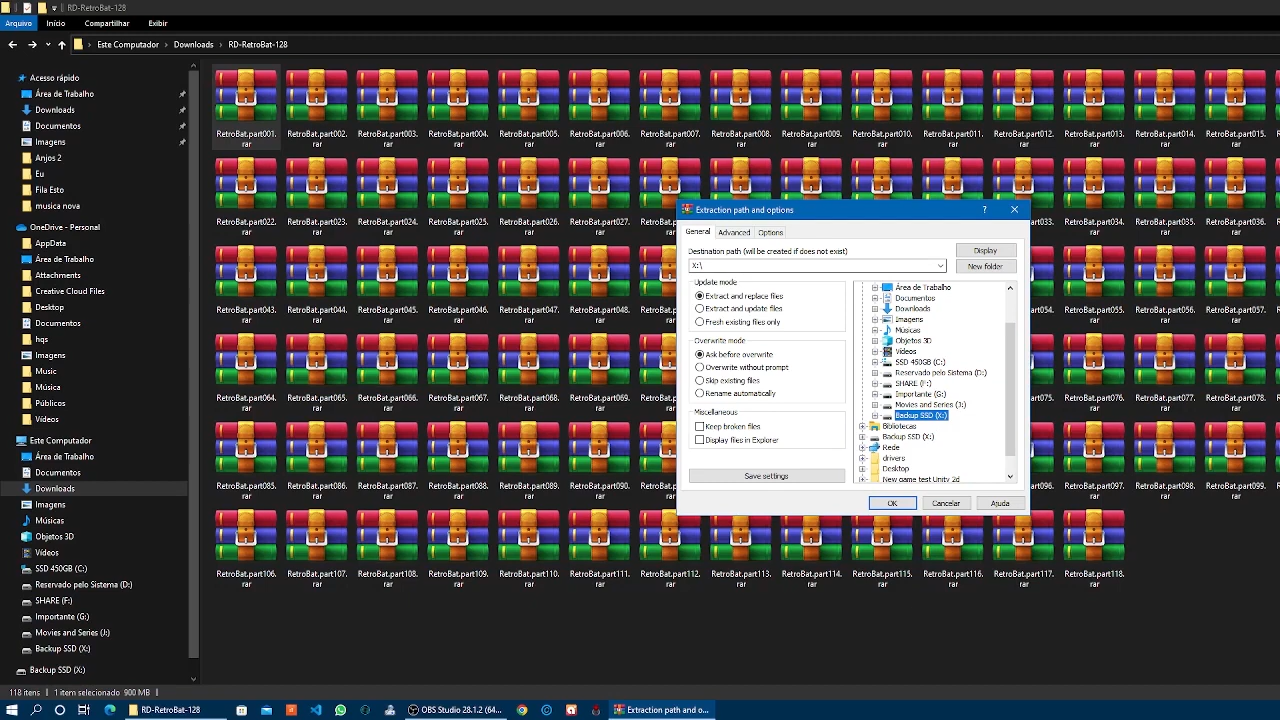 RD-RetroBat-128
Arquivo Início Compartilhar Exibir
Este Computador > Downloads > RD-RetroBat-128
Acesso rápido
Área de Trabalho
Downloads
Documentos
Imagens
Anjos 2
Eu
Fila Esto
musica nova
OneDrive - Personal
AppData
Área de Trabalho
Attachments
Creative Cloud Files
Desktop
Documentos
hqs
Imagens
Music
Música
Públicos
Vídeos
Este Computador
Área de Trabalho
Documentos
Downloads
Imagens
Músicas
Objetos 3D
Vídeos
SSD 450GB (C:)
Reservado pelo Sistema (D:)
SHARE (F:)
Importante (G:)
Movies and Series (J:)
Backup SSD (X:)
Backup SSD (X:)
RetroBat.part001. RetroBat.part002. RetroBat.part003. RetroBat.part004. RetroBat.part005. RetroBat.part006. RetroBat.part007. RetroBat.part008. RetroBat.part009. RetroBat.part010. RetroBat.part011. RetroBat.part012. RetroBat.part013. RetroBat.part014. RetroBat.part015.
rar rar rar rar rar rar rar rar rar rar rar rar rar rar rar
RetroBat.part022. RetroBat.part023. RetroBat.part024. RetroBat.part025. RetroBat.part026. RetroBat.part027. RetroBat.part034. RetroBat.part035. RetroBat.part036.
rar rar rar rar rar rar rar rar rar
RetroBat.part043. RetroBat.part044. RetroBat.part045. RetroBat.part046. RetroBat.part047. RetroBat.part048. RetroBat.part055. RetroBat.part056. RetroBat.part057.
rar rar rar rar rar rar rar rar rar
RetroBat.part064. RetroBat.part065. RetroBat.part066. RetroBat.part067. RetroBat.part068. RetroBat.part069. RetroBat.part076. RetroBat.part077. RetroBat.part078.
rar rar rar rar rar rar rar rar rar
RetroBat.part085. RetroBat.part086. RetroBat.part087. RetroBat.part088. RetroBat.part089. RetroBat.part090. RetroBat.part097. RetroBat.part098. RetroBat.part099.
rar rar rar rar rar rar rar rar rar
RetroBat.part106. RetroBat.part107. RetroBat.part108. RetroBat.part109. RetroBat.part110. RetroBat.part111. RetroBat.part112. RetroBat.part113. RetroBat.part114. RetroBat.part115. RetroBat.part116. RetroBat.part117. RetroBat.part118.
rar rar rar rar rar rar rar rar rar rar rar rar rar
Extraction path and options ?
General Advanced Options
Destination path (will be created if does not exist)
Display
X:\
New folder
Update mode
Extract and replace files
Extract and update files
Fresh existing files only
Overwrite mode
Ask before overwrite
Overwrite without prompt
Skip existing files
Rename automatically
Miscellaneous
Keep broken files
Display files in Explorer
Save settings
Área de Trabalho
Documentos
Downloads
Imagens
Músicas
Objetos 3D
Vídeos
SSD 450GB (C:)
Reservado pelo Sistema (D:)
SHARE (F:)
Importante (G:)
Movies and Series (J:)
Backup SSD (X:)
Bibliotecas
Backup SSD (X:)
Rede
drivers
Desktop
New game test Unity 2d
OK Cancelar Ajuda
118 itens 1 item selecionado 900 MB
RD-RetroBat-128 OBS Studio 28.1.2 (64... Extraction path and o...